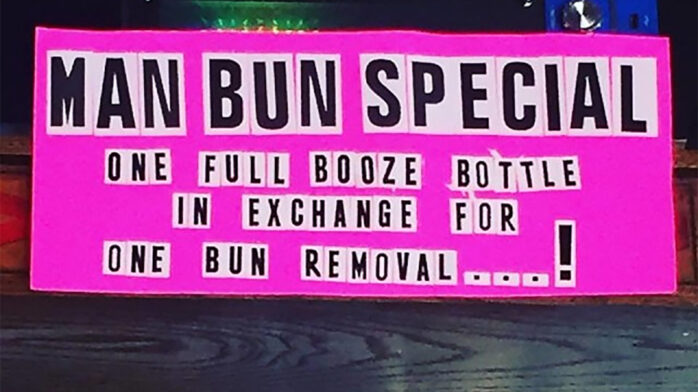 MAN BUN SPECIAL
ONE FULL BOOZE BOTTLE
IN EXCHANGE FOR
ONE BUN REMOVAL....!